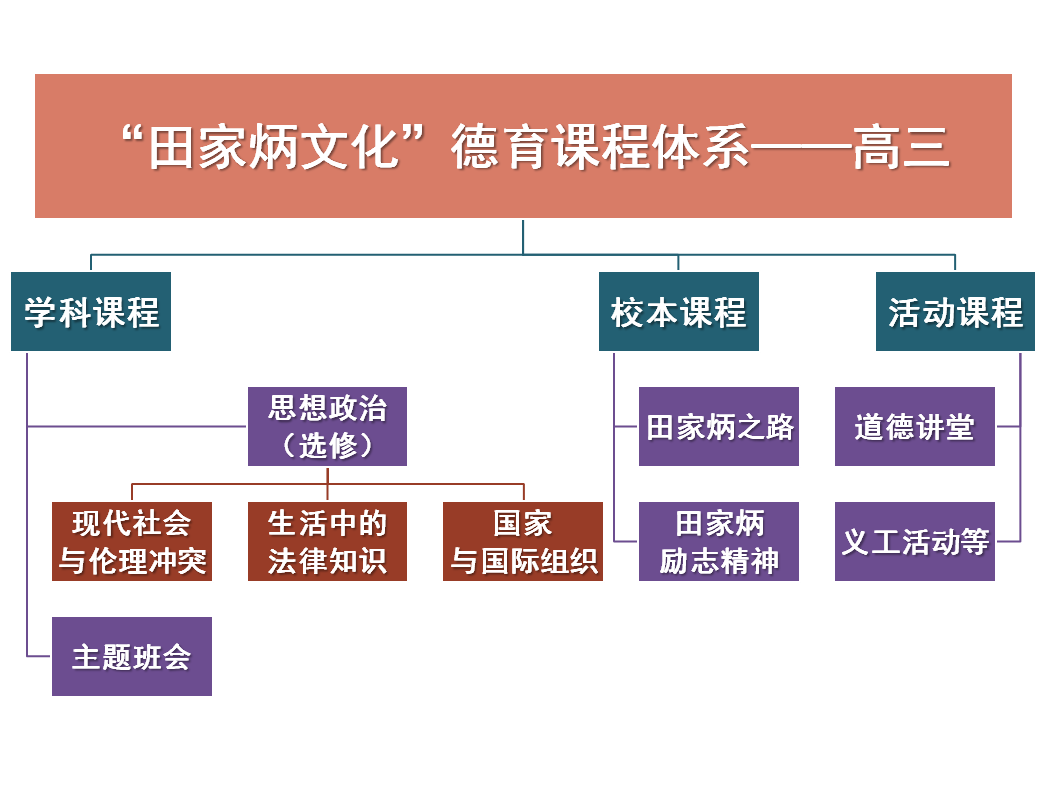 “田家炳文化”德育课程体系——高三
学科课程
校本课程
活动课程
思想政治
（选修）
田家炳之路
道德讲堂
现代社会
与伦理冲突
生活中的
法律知识
国家
与国际组织
田家炳
励志精神
义工活动等
主题班会